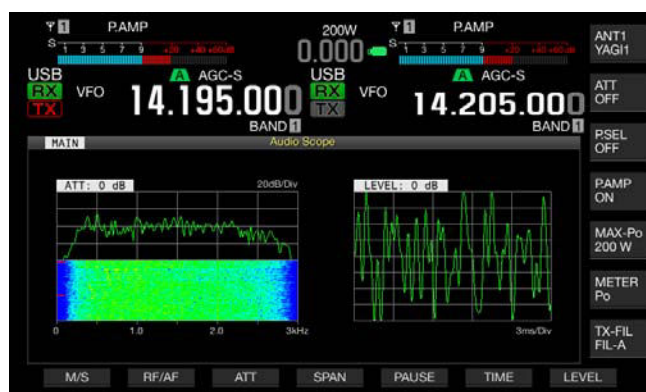 1 P.AMP 200W 1 P.AMP
S 1 3 5 7 9 +20 +40 +60dB 0.000 S 1 3 5 7 9 +20 +40 +60dB
USB A AGC-S USB A AGC-S
RX VFO 14.195.000 RX VFO 14.205.000
TX TX
BAND 1 BAND 1
MAIN Audio Scope
ATT: 0 dB 20dB/Div LEVEL: 0 dB
0 1.0 2.0 3kHz 3ms/Div
M/S RF/AF ATT SPAN PAUSE TIME LEVEL
ANT1
YAGI1
ATT
OFF
P.SEL
OFF
P.AMP
ON
MAX-Po
200 W
METER
Po
TX-FIL
FIL-A